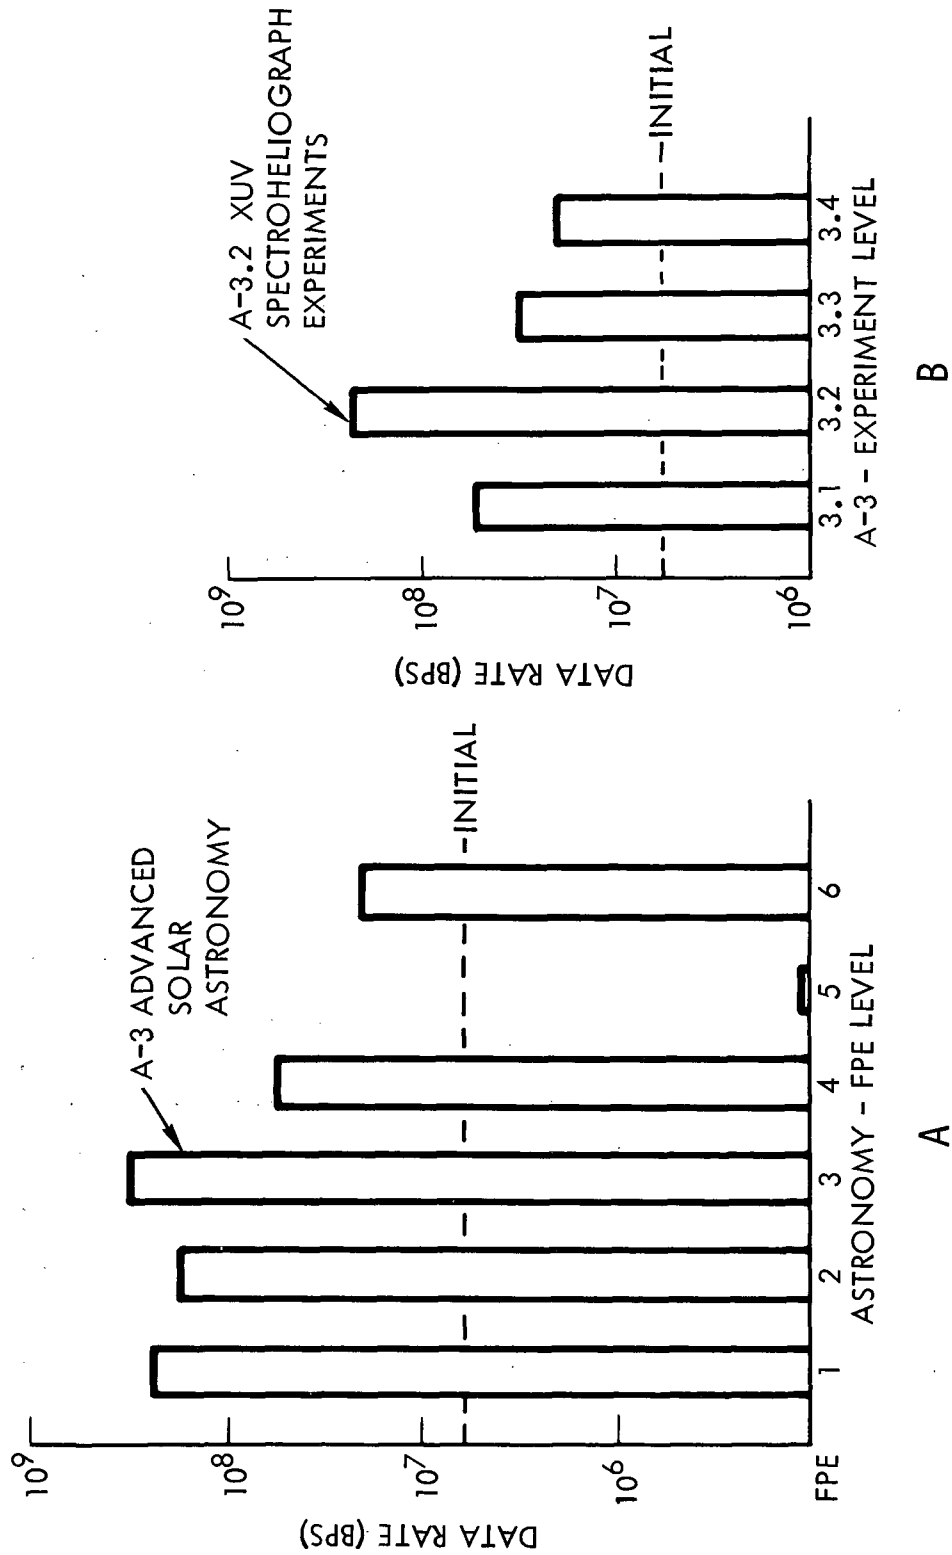 10⁹
10⁸
10⁷
10⁶
DATA RATE (BPS)
A-3 ADVANCED
SOLAR
ASTRONOMY
INITIAL
FPE 1 2 3 4 5 6
ASTRONOMY - FPE LEVEL
A
10⁹
10⁸
10⁷
10⁶
DATA RATE (BPS)
A-3.2 XUV
SPECTROHELIOGRAPH
EXPERIMENTS
INITIAL
3.1 3.2 3.3 3.4
A-3 - EXPERIMENT LEVEL
B